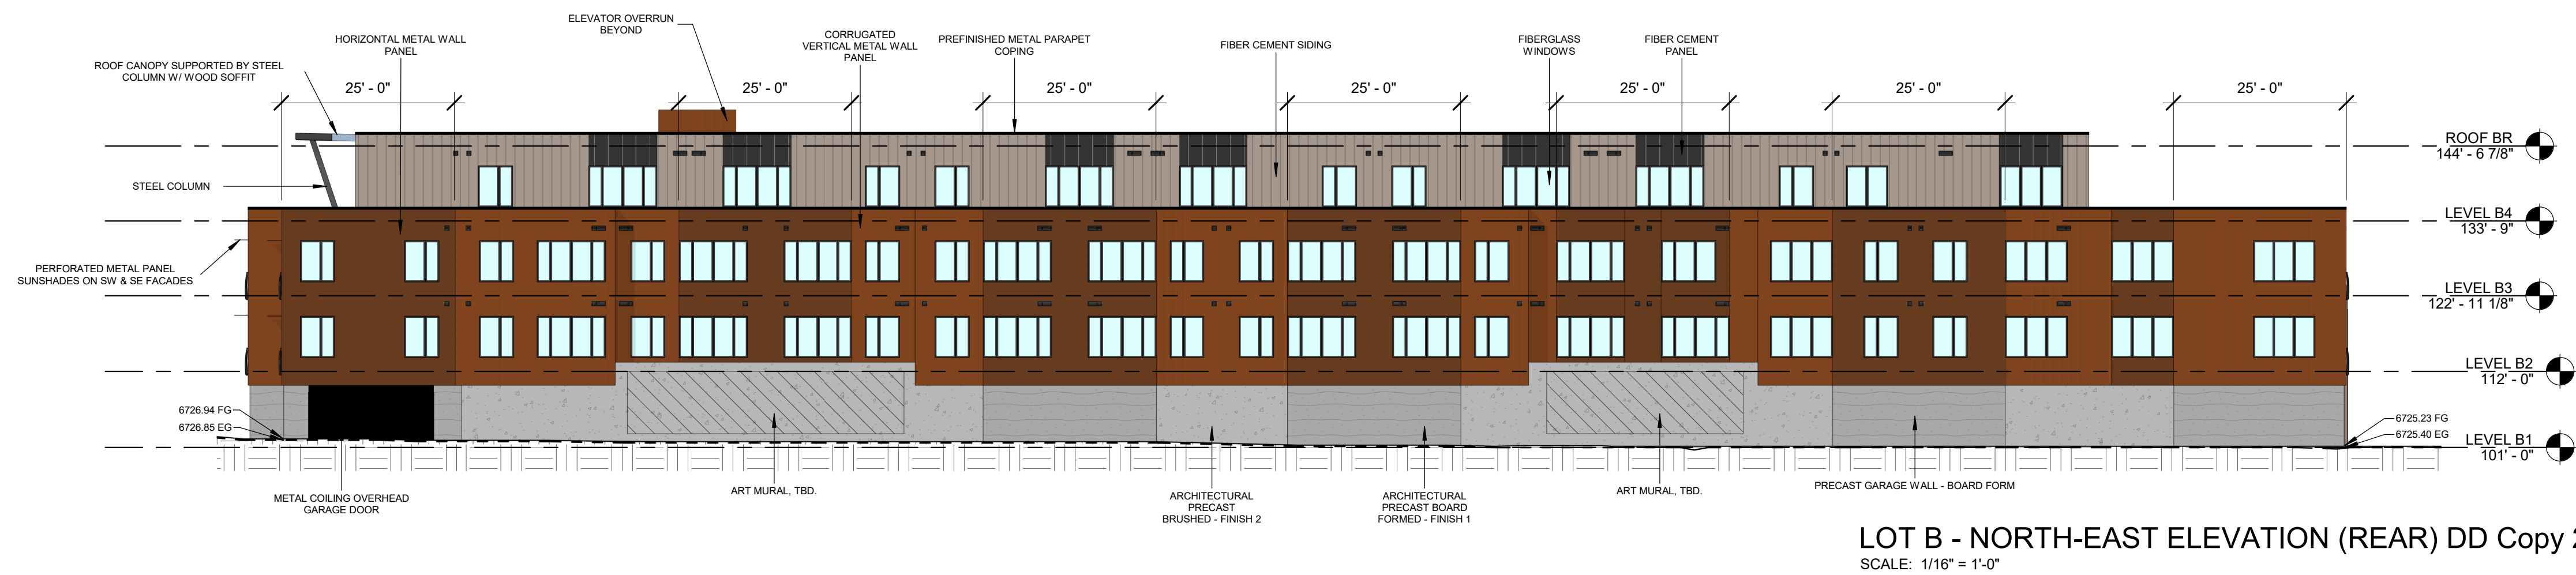 ELEVATOR OVERRUN
BEYOND
HORIZONTAL METAL WALL
PANEL
CORRUGATED
VERTICAL METAL WALL
PANEL
PREFINISHED METAL PARAPET
COPING
FIBER CEMENT SIDING
FIBERGLASS
WINDOWS
FIBER CEMENT
PANEL
ROOF CANOPY SUPPORTED BY STEEL
COLUMN W/ WOOD SOFFIT
25' - 0"
25' - 0"
25' - 0"
25' - 0"
25' - 0"
25' - 0"
25' - 0"
ROOF BR
144' - 6 7/8"
STEEL COLUMN
LEVEL B4
133' - 9"
PERFORATED METAL PANEL
SUNSHADES ON SW & SE FACADES
LEVEL B3
122' - 11 1/8"
LEVEL B2
112' - 0"
6726.94 FG
6726.85 EG
6725.23 FG
6725.40 EG
LEVEL B1
101' - 0"
METAL COILING OVERHEAD
GARAGE DOOR
ART MURAL, TBD.
ARCHITECTURAL
PRECAST
BRUSHED - FINISH 2
ARCHITECTURAL
PRECAST BOARD
FORMED - FINISH 1
ART MURAL, TBD.
PRECAST GARAGE WALL - BOARD FORM
LOT B - NORTH-EAST ELEVATION (REAR) DD Copy 2
SCALE: 1/16" = 1'-0"